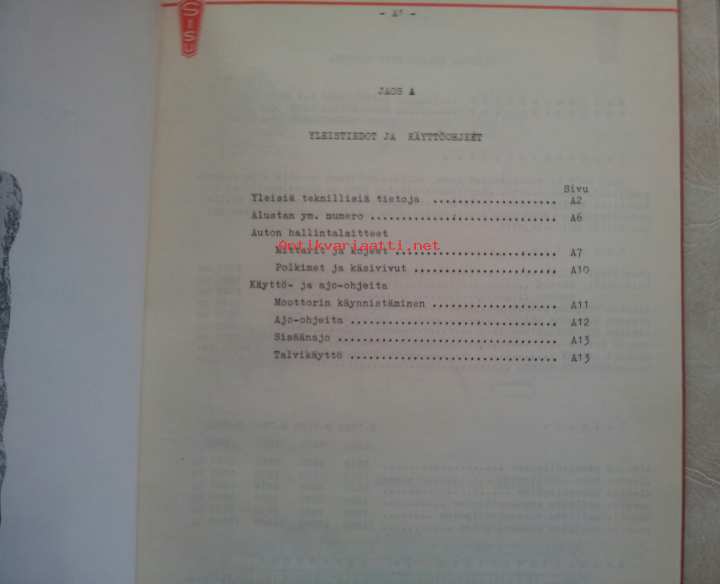 SISU
- A1 -
JAOS A
YLEISTIEDOT JA KÄYTTÖOHJEET
Sivu
Yleisiä teknillisiä tietoja .................... A2
Alustan ym. numero .............................. A6
Auton hallintalaitteet
Antikvariaatti.net
Mittarit ja kojeet ........................... A7
Polkimet ja käsivivut ....................... A10
Käyttö- ja ajo-ohjeita
Moottorin käynnistäminen .................... A11
Ajo-ohjeita ................................. A12
Sisäänajo ................................... A13
Talvikäyttö ................................. A13